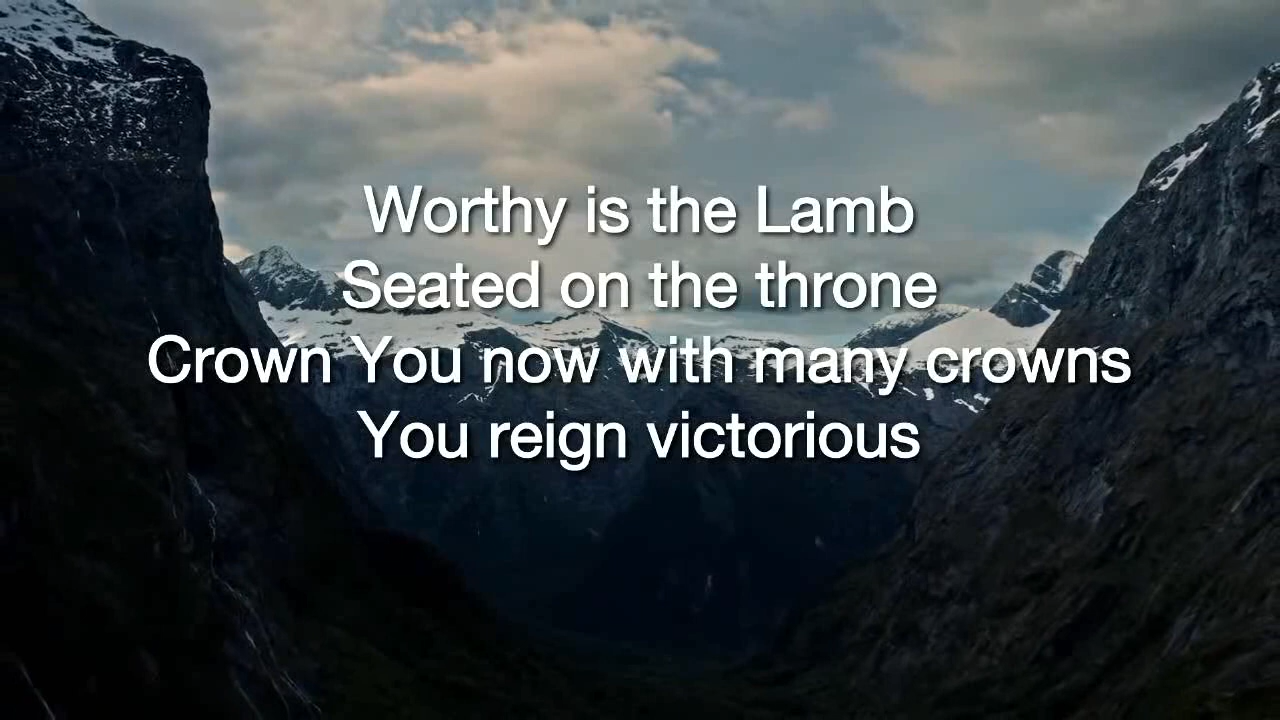 Worthy is the Lamb
Seated on the throne
Crown You now with many crowns
You reign victorious